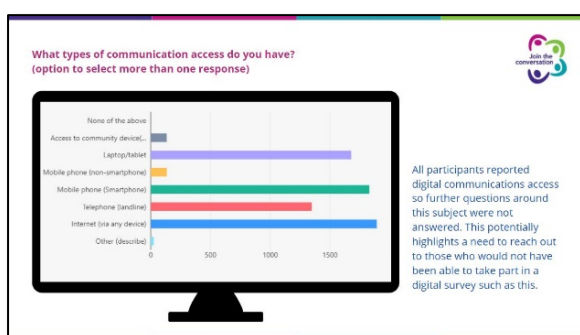 What types of communication access do you have?
(option to select more than one response)
Join the
conversation
None of the above
Access to community device(...
Laptop/tablet
Mobile phone (non-smartphone)
Mobile phone (Smartphone)
Telephone (landline)
Internet (via any device)
Other (describe)
0
500
1000
1500
All participants reported
digital communications access
so further questions around
this subject were not
answered. This potentially
highlights a need to reach out
to those who would not have
been able to take part in a
digital survey such as this.